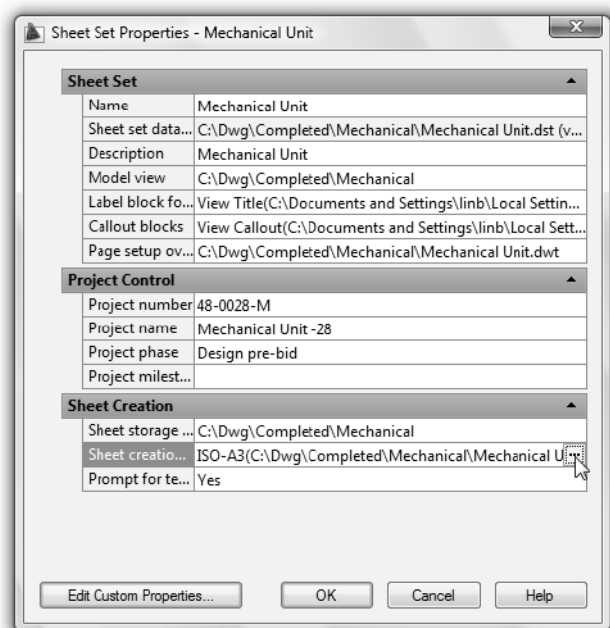 Sheet Set Properties - Mechanical Unit
Sheet Set
Name Mechanical Unit
Sheet set data... C:\Dwg\Completed\Mechanical\Mechanical Unit.dst (v...
Description Mechanical Unit
Model view C:\Dwg\Completed\Mechanical
Label block fo... View Title(C:\Documents and Settings\linb\Local Settin...
Callout blocks View Callout(C:\Documents and Settings\linb\Local Sett...
Page setup ov... C:\Dwg\Completed\Mechanical\Mechanical Unit.dwt
Project Control
Project number 48-0028-M
Project name Mechanical Unit -28
Project phase Design pre-bid
Project milest...
Sheet Creation
Sheet storage ... C:\Dwg\Completed\Mechanical
Sheet creatio... ISO-A3(C:\Dwg\Completed\Mechanical\Mechanical U ...
Prompt for te... Yes
Edit Custom Properties... OK Cancel Help